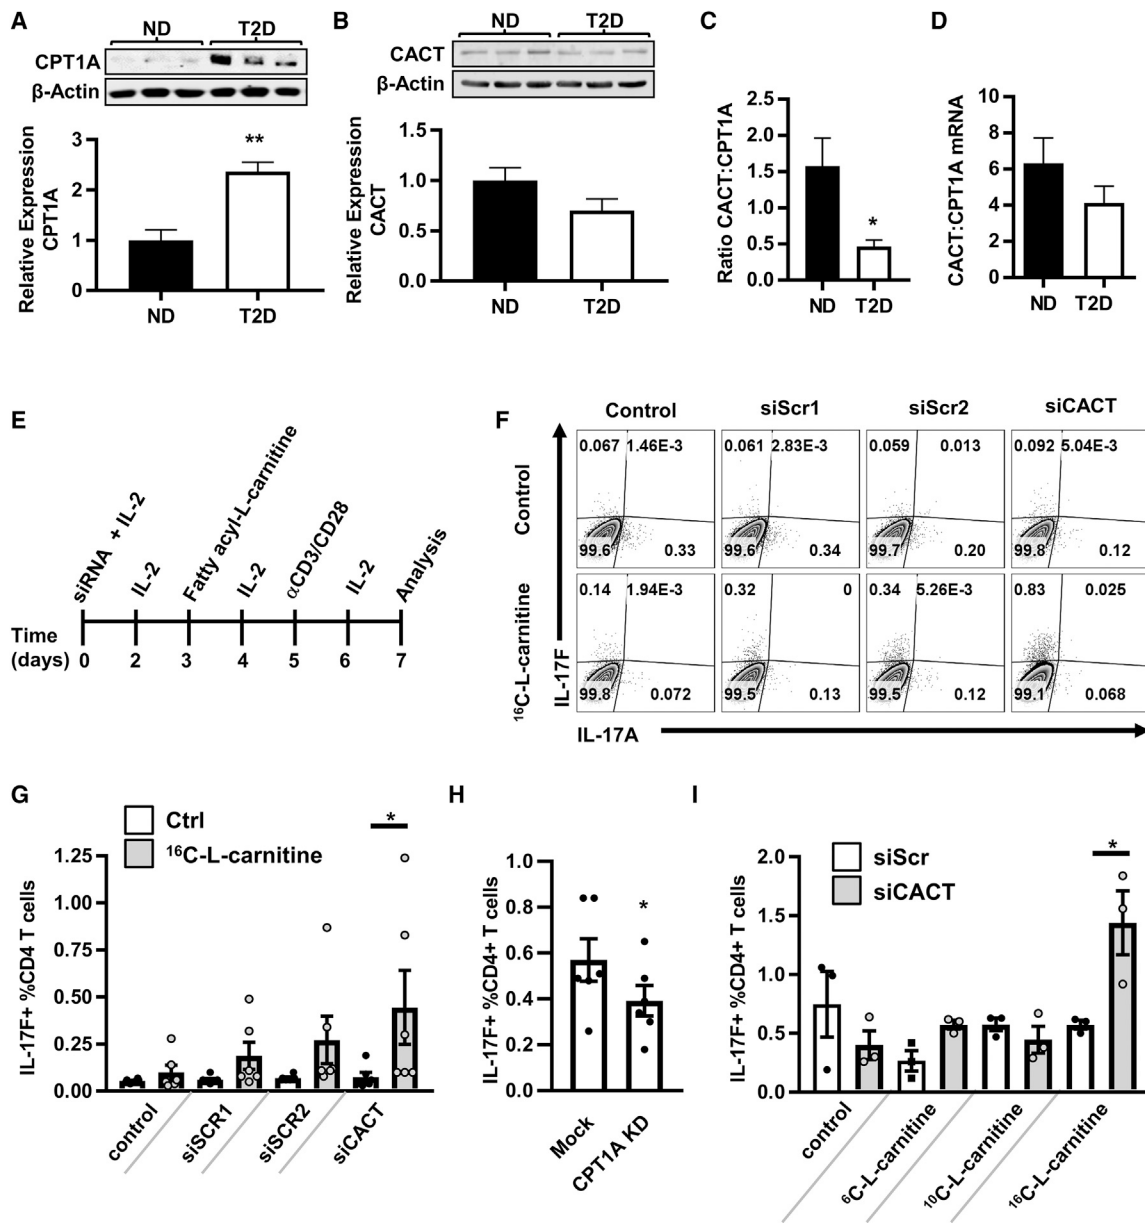 A
ND
T2D
CPT1A
β-Actin
Relative Expression
CPT1A
3
2
1
0
**
ND
T2D
B
ND
T2D
CACT
β-Actin
Relative Expression
CACT
1.5
1.0
0.5
0.0
ND
T2D
C
Ratio CACT:CPT1A
2.5
2.0
1.5
1.0
0.5
0.0
*
ND
T2D
D
CACT:CPT1A mRNA
10
8
6
4
2
0
ND
T2D
E
siRNA + IL-2
IL-2
Fatty acyl-L-carnitine
IL-2
αCD3/CD28
IL-2
Analysis
Time
(days)
0 2 3 4 5 6 7
F
Control siScr1 siScr2 siCACT
Control
0.067 1.46E-3
99.6 0.33
0.061 2.83E-3
99.6 0.34
0.059 0.013
99.7 0.20
0.092 5.04E-3
99.8 0.12
16C-L-carnitine
0.14 1.94E-3
99.8 0.072
0.32 0
99.5 0.13
0.34 5.26E-3
99.5 0.12
0.83 0.025
99.1 0.068
IL-17F
IL-17A
G
Ctrl
16C-L-carnitine
*
IL-17F+ %CD4 T cells
1.25
1.00
0.75
0.50
0.25
0.00
control
siSCR1
siSCR2
siCACT
H
IL-17F+ %CD4+ T cells
1.0
0.8
0.6
0.4
0.2
0.0
*
Mock
CPT1A KD
I
siScr
siCACT
*
IL-17F+ %CD4+ T cells
2.0
1.5
1.0
0.5
0.0
control
6C-L-carnitine
10C-L-carnitine
16C-L-carnitine